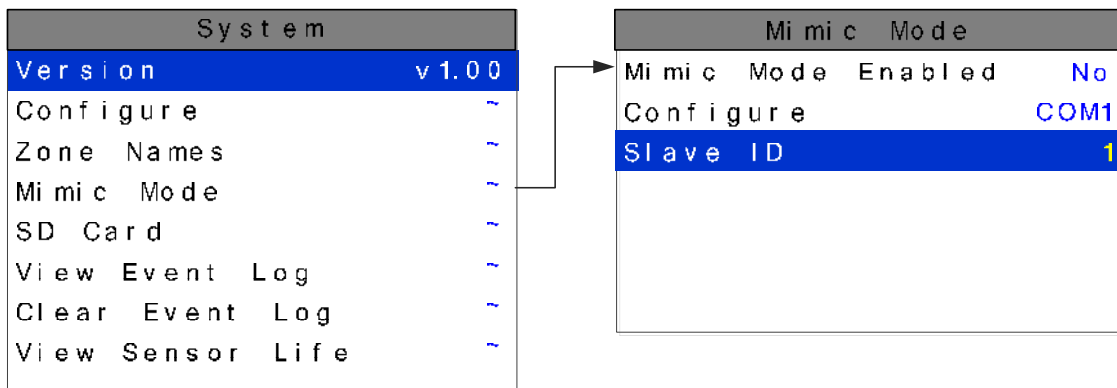 System
Version v1.00
Configure ~
Zone Names ~
Mimic Mode ~
SD Card ~
View Event Log ~
Clear Event Log ~
View Sensor Life ~
Mimic Mode
Mimic Mode Enabled No
Configure COM1
Slave ID 1